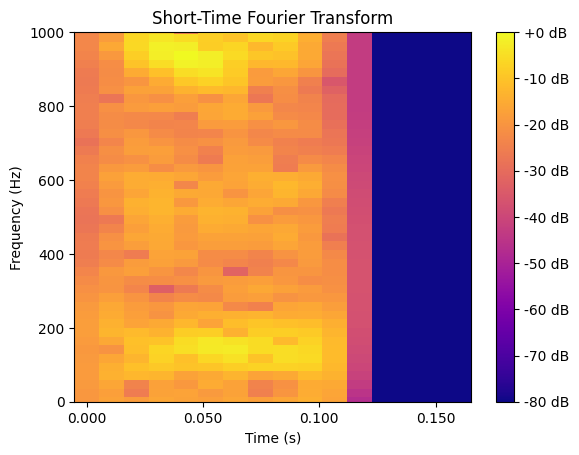 Short-Time Fourier Transform
1000
800
600
400
200
0
Frequency (Hz)
0.000
0.050
0.100
0.150
Time (s)
+0 dB
-10 dB
-20 dB
-30 dB
-40 dB
-50 dB
-60 dB
-70 dB
-80 dB